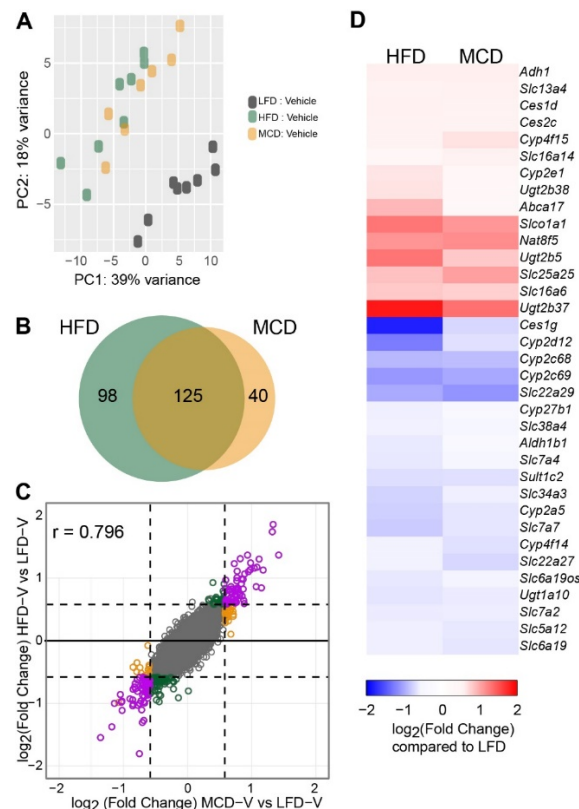 A
PC2: 18% variance
5
0
−5
−10
−5
0
5
10
PC1: 39% variance
LFD : Vehicle
HFD : Vehicle
MCD: Vehicle
B
HFD
MCD
98
125
40
C
r = 0.796
log2(Fold Change) HFD-V vs LFD-V
2
1
0
−1
−2
−2
−1
0
1
2
log2 (Fold Change) MCD-V vs LFD-V
D
HFD
MCD
Adh1
Slc13a4
Ces1d
Ces2c
Cyp4f15
Slc16a14
Cyp2e1
Ugt2b38
Abca17
Slco1a1
Nat8f5
Ugt2b5
Slc25a25
Slc16a6
Ugt2b37
Ces1g
Cyp2d12
Cyp2c68
Cyp2c69
Slc22a29
Cyp27b1
Slc38a4
Aldh1b1
Slc7a4
Sult1c2
Slc34a3
Cyp2a5
Slc7a7
Cyp4f14
Slc22a27
Slc6a19os
Ugt1a10
Slc7a2
Slc5a12
Slc6a19
−2 −1 0 1 2
log2(Fold Change)
compared to LFD